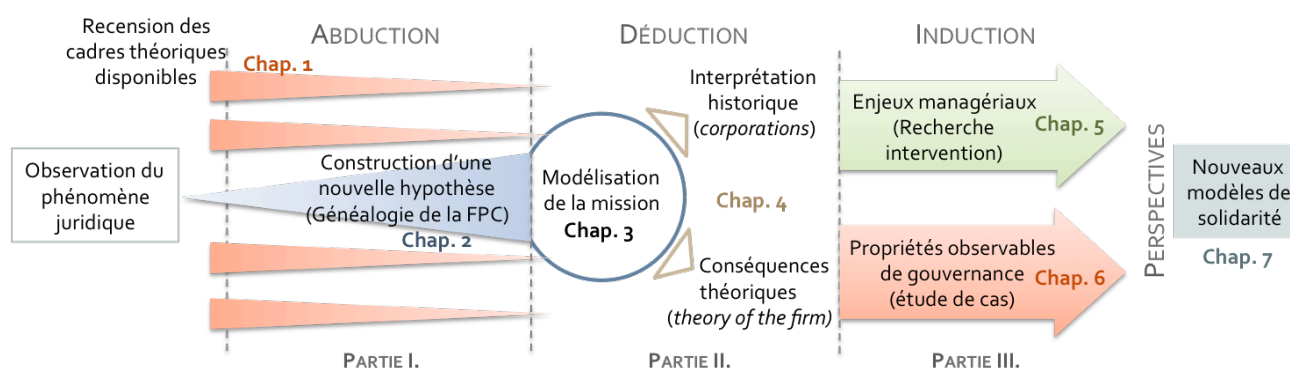 Recension des
cadres théoriques
disponibles
ABDUCTION
Chap. 1
Observation du
phénomène
juridique
Construction d'une
nouvelle hypothèse
(Généalogie de la FPC)
Chap. 2
PARTIE I.
DÉDUCTION
Interprétation
historique
(corporations)
Modélisation
de la mission
Chap. 3
Chap. 4
Conséquences
théoriques
(theory of the firm)
PARTIE II.
INDUCTION
Enjeux managériaux
(Recherche
intervention)
Chap. 5
Propriétés observables
de gouvernance
(étude de cas)
Chap. 6
PARTIE III.
PERSPECTIVES
Nouveaux
modèles de
solidarité
Chap. 7